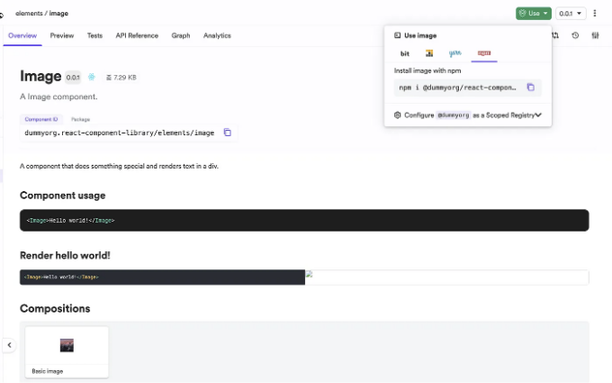 elements / image
Use
0.0.1
Overview Preview Tests API Reference Graph Analytics
Use image
bit yarn npm
Install image with npm
npm i @dummyorg/react-compon...
Configure @dummyorg as a Scoped Registry
Image 0.0.1 7.29 KB
A Image component.
Component ID Package
dummyorg.react-component-library/elements/image
A component that does something special and renders text in a div.
Component usage
<Image>Hello world!</Image>
Render hello world!
<Image>Hello world!</Image>
Compositions
Basic image